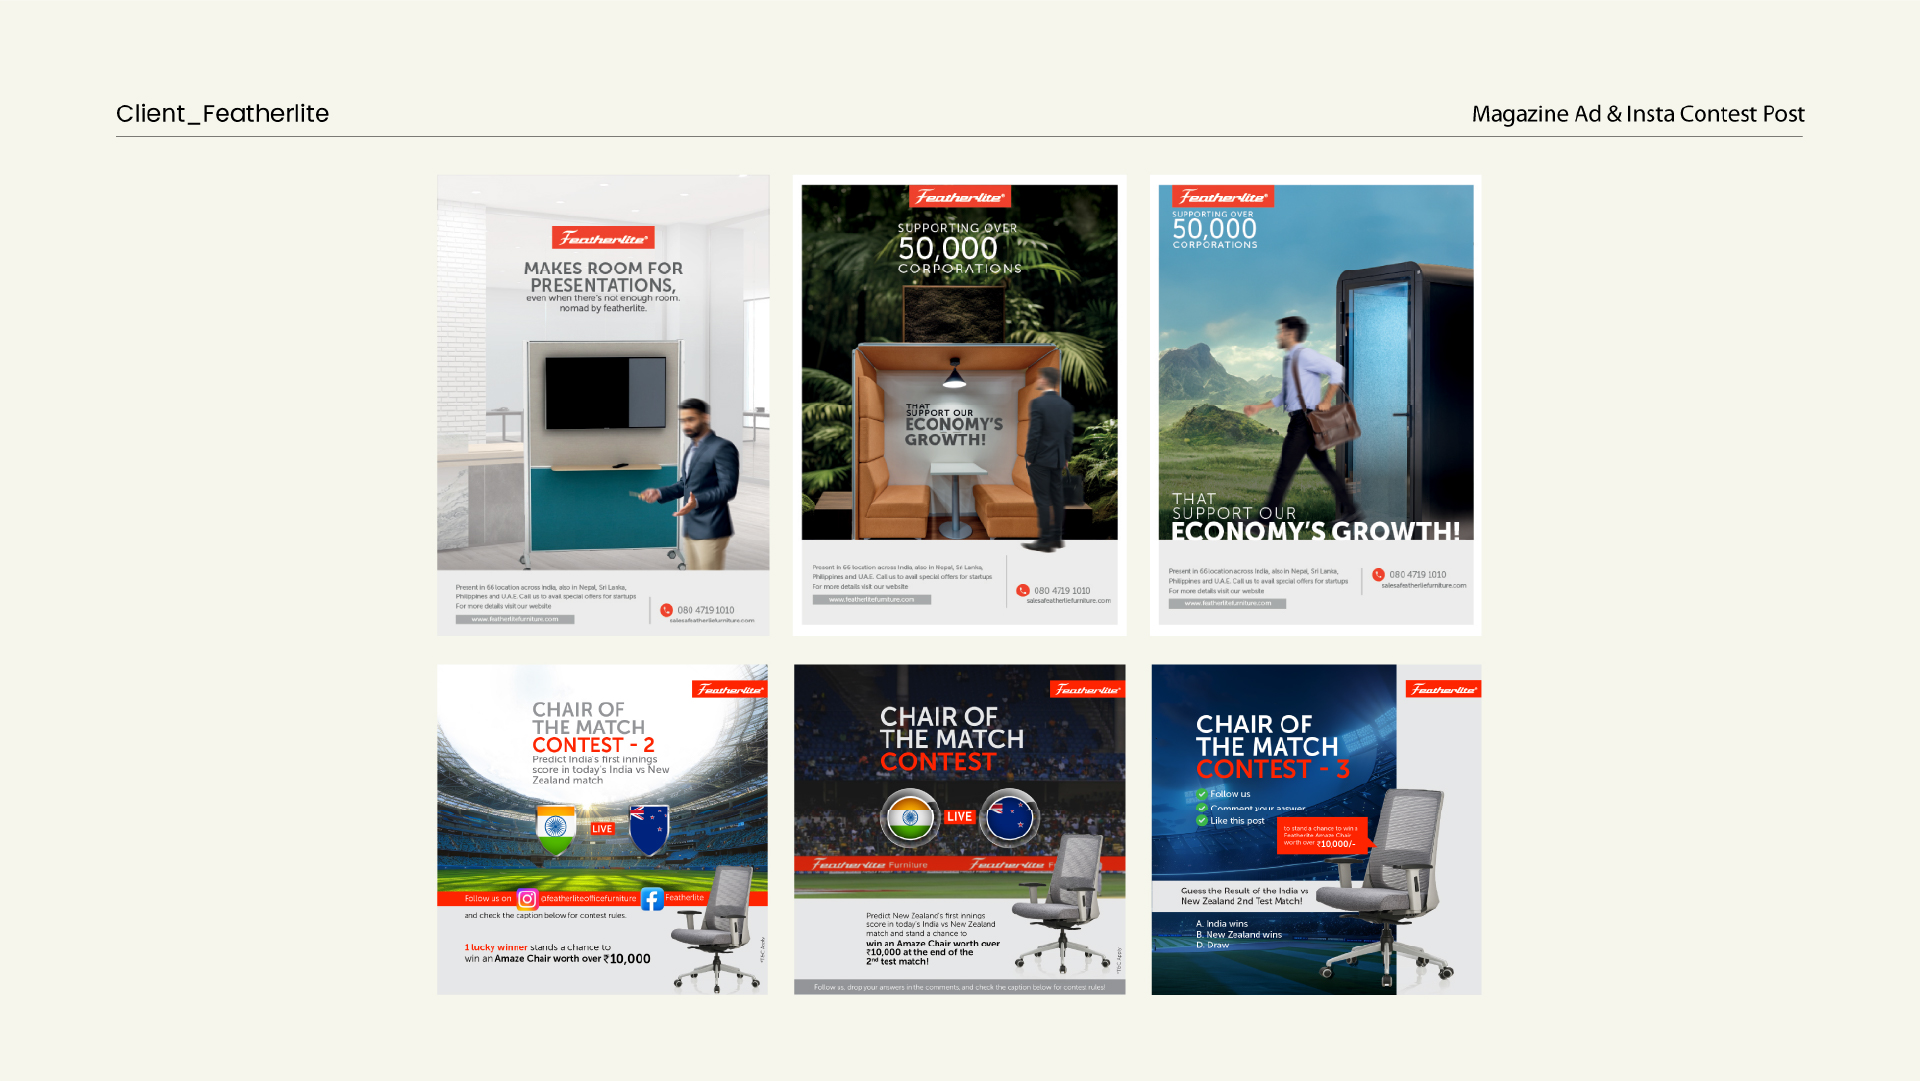 Client_Featherlite
Magazine Ad & Insta Contest Post
Featherlite®
MAKES ROOM FOR
PRESENTATIONS,
even when there's not enough room.
nomad by featherlite.
Present in 66 location across India, also in Nepal, Sri Lanka,
Philippines and U.A.E. Call us to avail special offers for startups
For more details visit our website
www.featherlitefurniture.com
080 4719 1010
salesafeatherliefurniture.com
Featherlite®
SUPPORTING OVER
50,000
CORPORATIONS
THAT
SUPPORT OUR
ECONOMY'S
GROWTH!
Present in 66 location across India, also in Nepal, Sri Lanka,
Philippines and U.A.E. Call us to avail special offers for startups
For more details visit our website
www.featherlitefurniture.com
080 4719 1010
salesafeatherliefurniture.com
Featherlite®
SUPPORTING OVER
50,000
CORPORATIONS
THAT
SUPPORT OUR
ECONOMY'S GROWTH!
Present in 66 location across India, also in Nepal, Sri Lanka,
Philippines and U.A.E. Call us to avail special offers for startups
For more details visit our website
www.featherlitefurniture.com
080 4719 1010
salesafeatherliefurniture.com
Featherlite®
CHAIR OF
THE MATCH
CONTEST - 2
Predict India's first innings
score in today's India vs New
Zealand match
LIVE
Follow us on @featherliteofficefurniture Featherlite
and check the caption below for contest rules.
1 lucky winner stands a chance to
win an Amaze Chair worth over ₹10,000
*T&C Apply
Featherlite®
CHAIR OF
THE MATCH
CONTEST
LIVE
Featherlite Furniture Featherlite F
Predict New Zealand's first innings
score in today's India vs New Zealand
match and stand a chance to
win an Amaze Chair worth over
₹10,000 at the end of the
2nd test match!
*T&C Apply
Follow us, drop your answers in the comments, and check the caption below for contest rules!
Featherlite®
CHAIR OF
THE MATCH
CONTEST - 3
Follow us
Comment your answer
Like this post
to stand a chance to win a
Featherlite Amaze Chair
worth over ₹10,000/-
Guess the Result of the India vs
New Zealand 2nd Test Match!
A. India wins
B. New Zealand wins
D. Draw